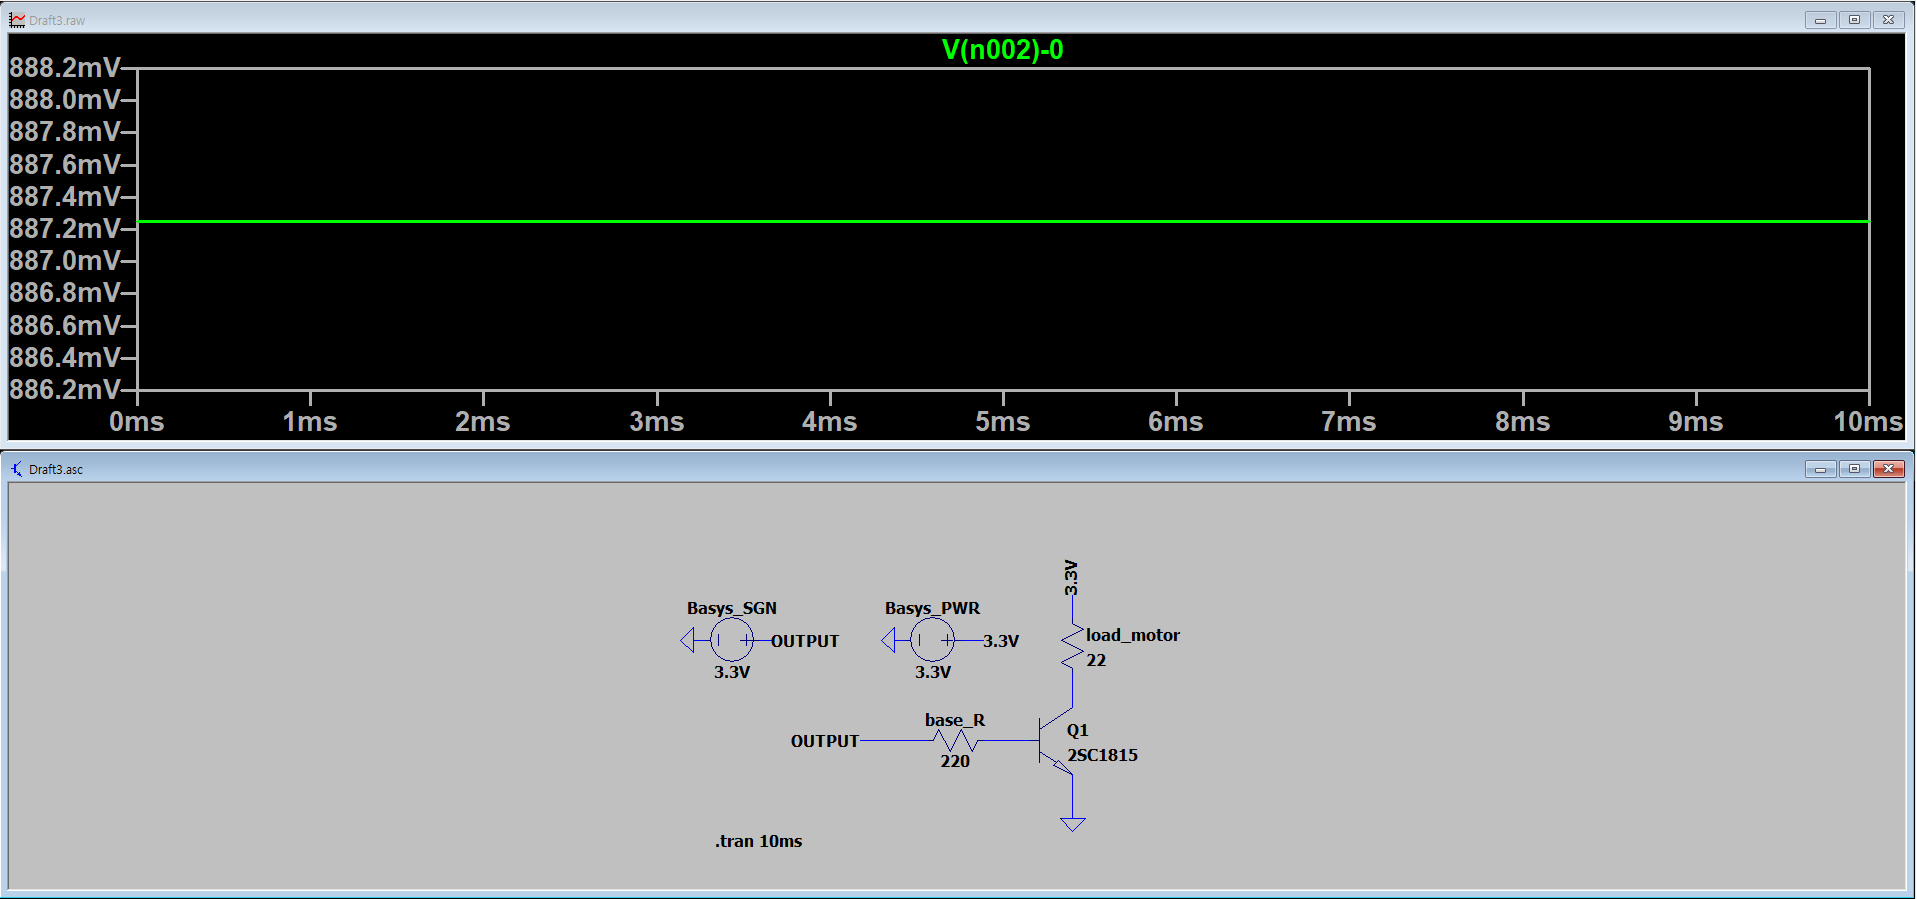 Draft3.raw
V(n002)-0
888.2mV
888.0mV
887.8mV
887.6mV
887.4mV
887.2mV
887.0mV
886.8mV
886.6mV
886.4mV
886.2mV
0ms 1ms 2ms 3ms 4ms 5ms 6ms 7ms 8ms 9ms 10ms
Draft3.asc
3.3V
Basys_SGN
OUTPUT
3.3V
Basys_PWR
3.3V
3.3V
load_motor
22
base_R
OUTPUT
220
Q1
2SC1815
.tran 10ms